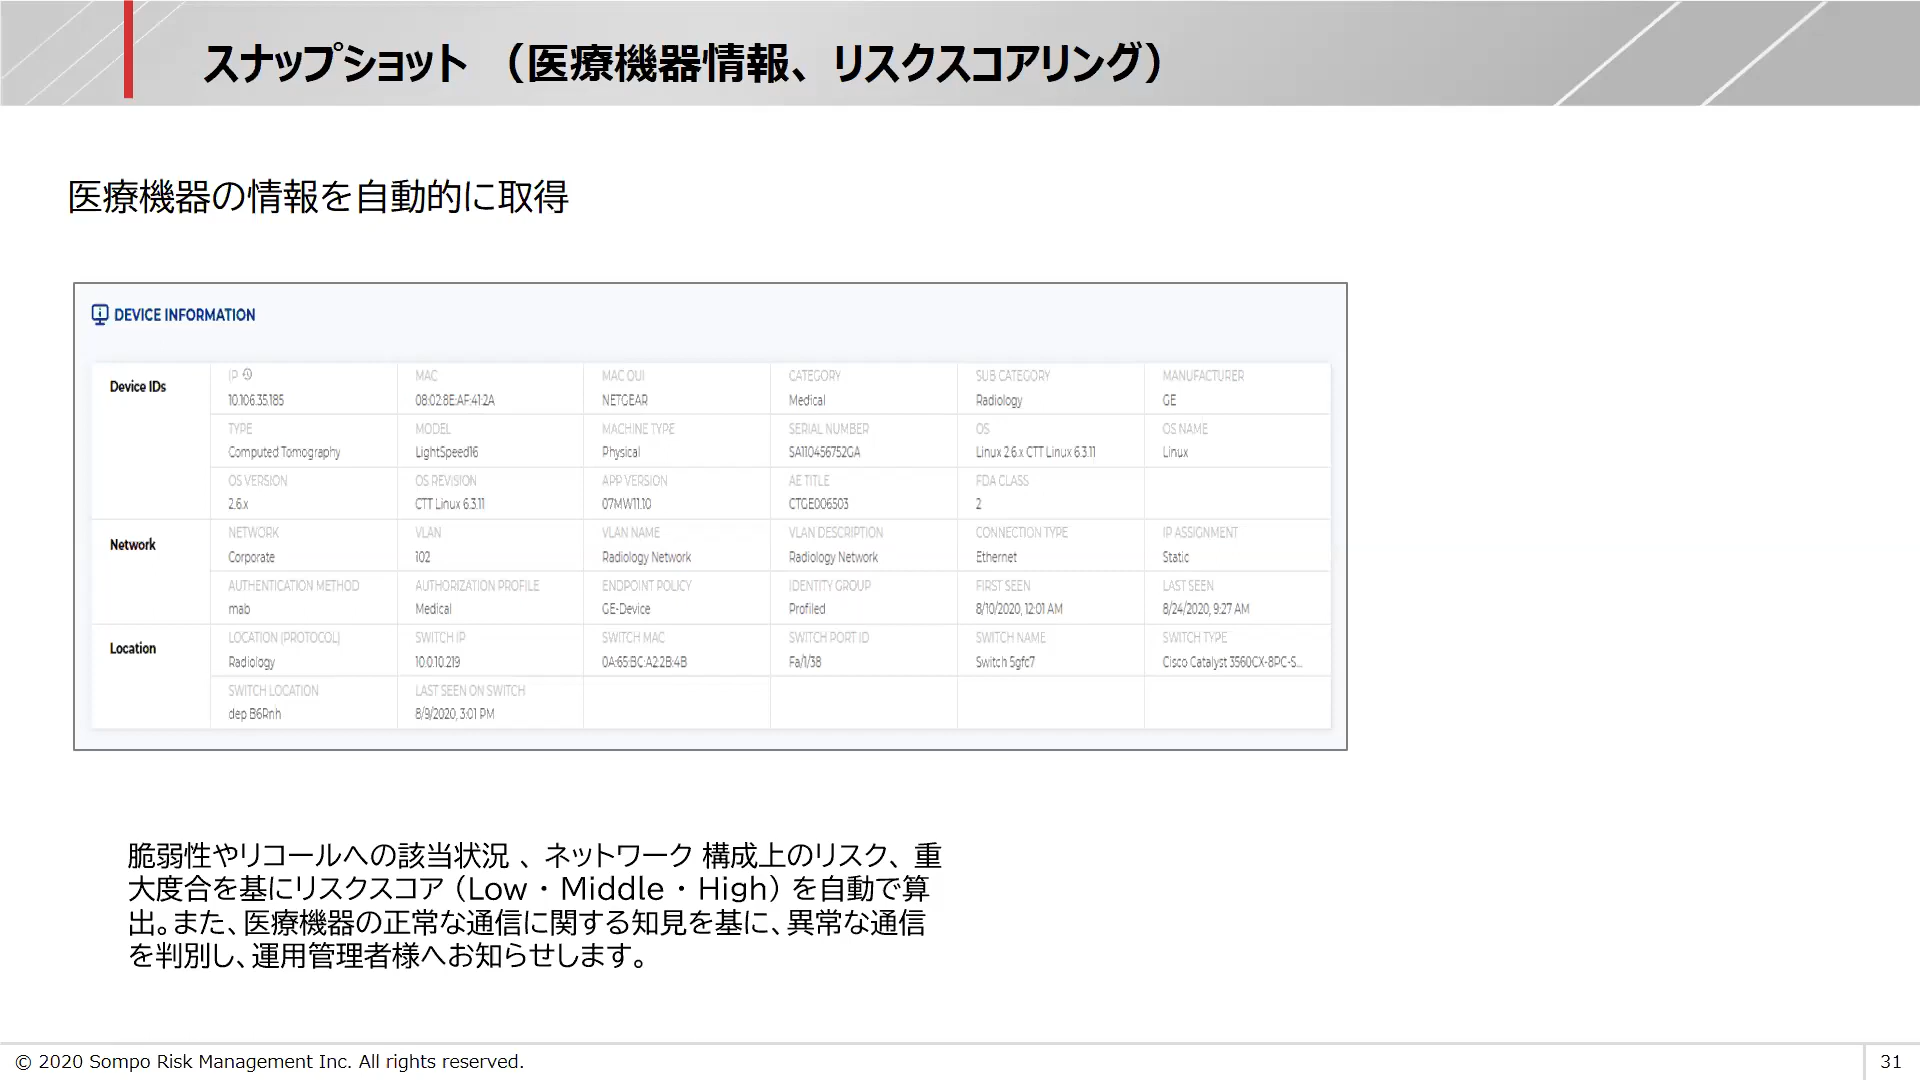 スナップショット （医療機器情報、リスクスコアリング）
医療機器の情報を自動的に取得
DEVICE INFORMATION
Device IDs
IP MAC MAC OUI CATEGORY SUB CATEGORY MANUFACTURER
10.106.35.185 08:02:8E:AF:41:2A NETGEAR Medical Radiology GE
TYPE MODEL MACHINE TYPE SERIAL NUMBER OS OS NAME
Computed Tomography LightSpeed16 Physical SA110456752GA Linux 2.6.x CTT Linux 6.3.11 Linux
OS VERSION OS REVISION APP VERSION AE TITLE FDA CLASS
2.6.x CTT Linux 6.3.11 07MW11.10 CTGE006503 2
Network
NETWORK VLAN VLAN NAME VLAN DESCRIPTION CONNECTION TYPE IP ASSIGNMENT
Corporate 102 Radiology Network Radiology Network Ethernet Static
AUTHENTICATION METHOD AUTHORIZATION PROFILE ENDPOINT POLICY IDENTITY GROUP FIRST SEEN LAST SEEN
mab Medical GE-Device Profiled 8/10/2020, 12:01 AM 8/24/2020, 9:27 AM
Location
LOCATION (PROTOCOL) SWITCH IP SWITCH MAC SWITCH PORT ID SWITCH NAME SWITCH TYPE
Radiology 10.0.10.219 0A:65:BC:A2:2B:4B Fa/1/38 Switch 5gfc7 Cisco Catalyst 3560CX-8PC-S...
SWITCH LOCATION LAST SEEN ON SWITCH
dep B6Rnh 8/9/2020, 3:01 PM
脆弱性やリコールへの該当状況 、ネットワーク 構成上のリスク、重
大度合を基にリスクスコア（Low・Middle・High）を自動で算
出。また、医療機器の正常な通信に関する知見を基に、異常な通信
を判別し、運用管理者様へお知らせします。
© 2020 Sompo Risk Management Inc. All rights reserved.
31